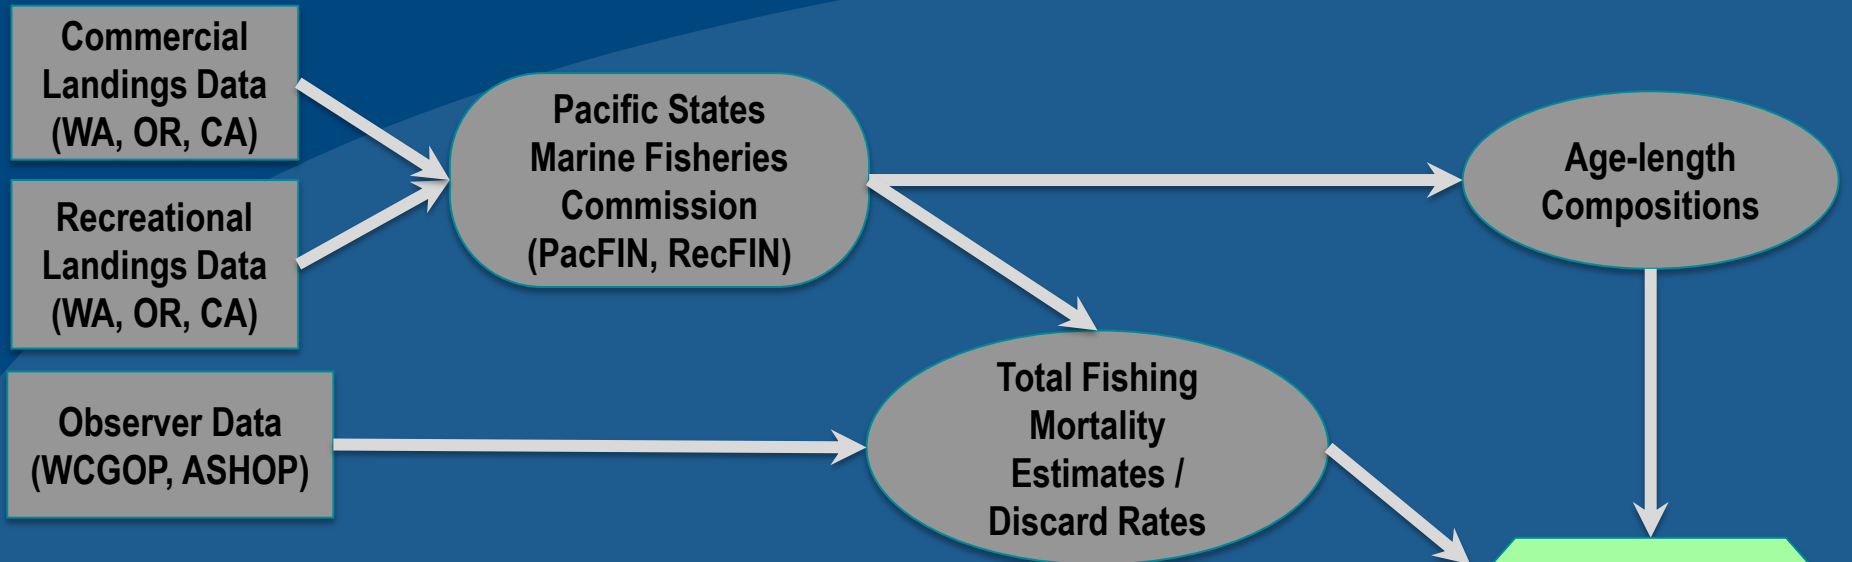 Commercial
Landings Data
(WA, OR, CA)
Recreational
Landings Data
(WA, OR, CA)
Observer Data
(WCGOP, ASHOP)
Pacific States
Marine Fisheries
Commission
(PacFIN, RecFIN)
Total Fishing
Mortality
Estimates /
Discard Rates
Age-length
Compositions